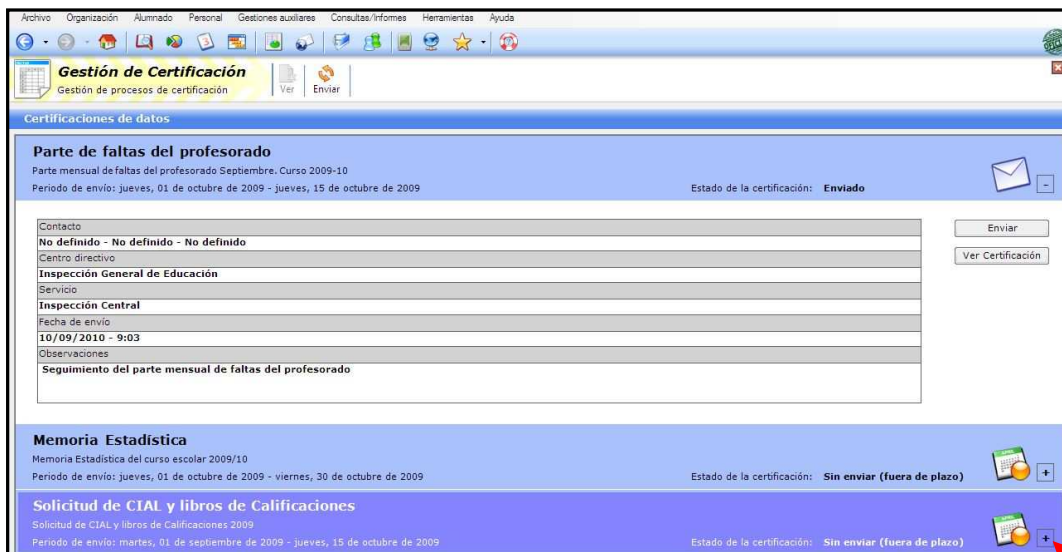 Archivo Organización Alumnado Personal Gestiones auxiliares Consultas/Informes Herramientas Ayuda
Gestión de Certificación
Gestión de procesos de certificación
Ver Enviar
Certificaciones de datos
Parte de faltas del profesorado
Parte mensual de faltas del profesorado Septiembre. Curso 2009-10
Periodo de envío: jueves, 01 de octubre de 2009 - jueves, 15 de octubre de 2009 Estado de la certificación: Enviado
-
Contacto
No definido - No definido - No definido
Centro directivo
Inspección General de Educación
Servicio
Inspección Central
Fecha de envío
10/09/2010 - 9:03
Observaciones
Seguimiento del parte mensual de faltas del profesorado
Enviar
Ver Certificación
Memoria Estadística
Memoria Estadística del curso escolar 2009/10
Periodo de envío: jueves, 01 de octubre de 2009 - viernes, 30 de octubre de 2009 Estado de la certificación: Sin enviar (fuera de plazo)
+
Solicitud de CIAL y libros de Calificaciones
Solicitud de CIAL y libros de Calificaciones 2009
Periodo de envío: martes, 01 de septiembre de 2009 - jueves, 15 de octubre de 2009 Estado de la certificación: Sin enviar (fuera de plazo)
+